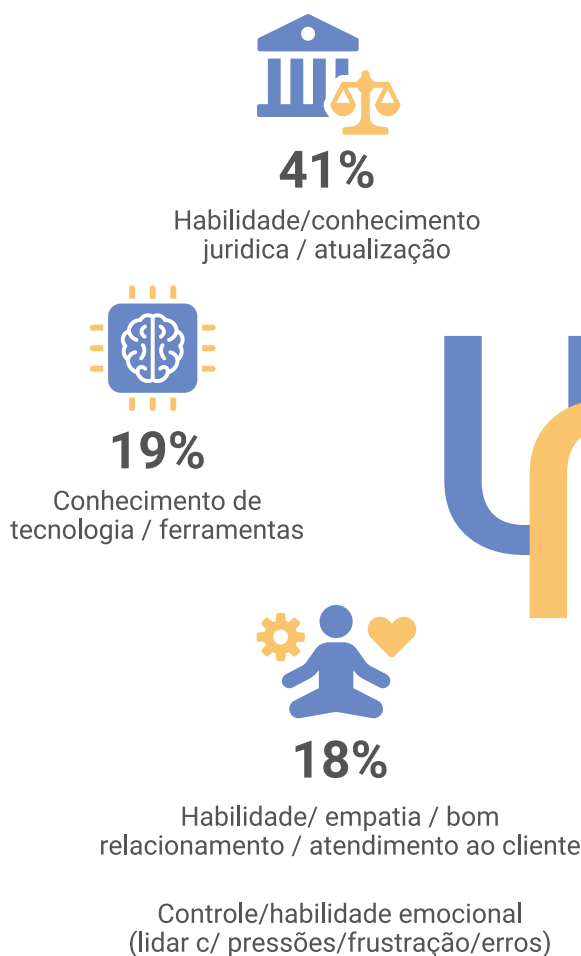 41%
Habilidade/conhecimento
juridica / atualização
19%
Conhecimento de
tecnologia / ferramentas
18%
Habilidade/ empatia / bom
relacionamento / atendimento ao cliente
Controle/habilidade emocional
(lidar c/ pressões/frustração/erros)